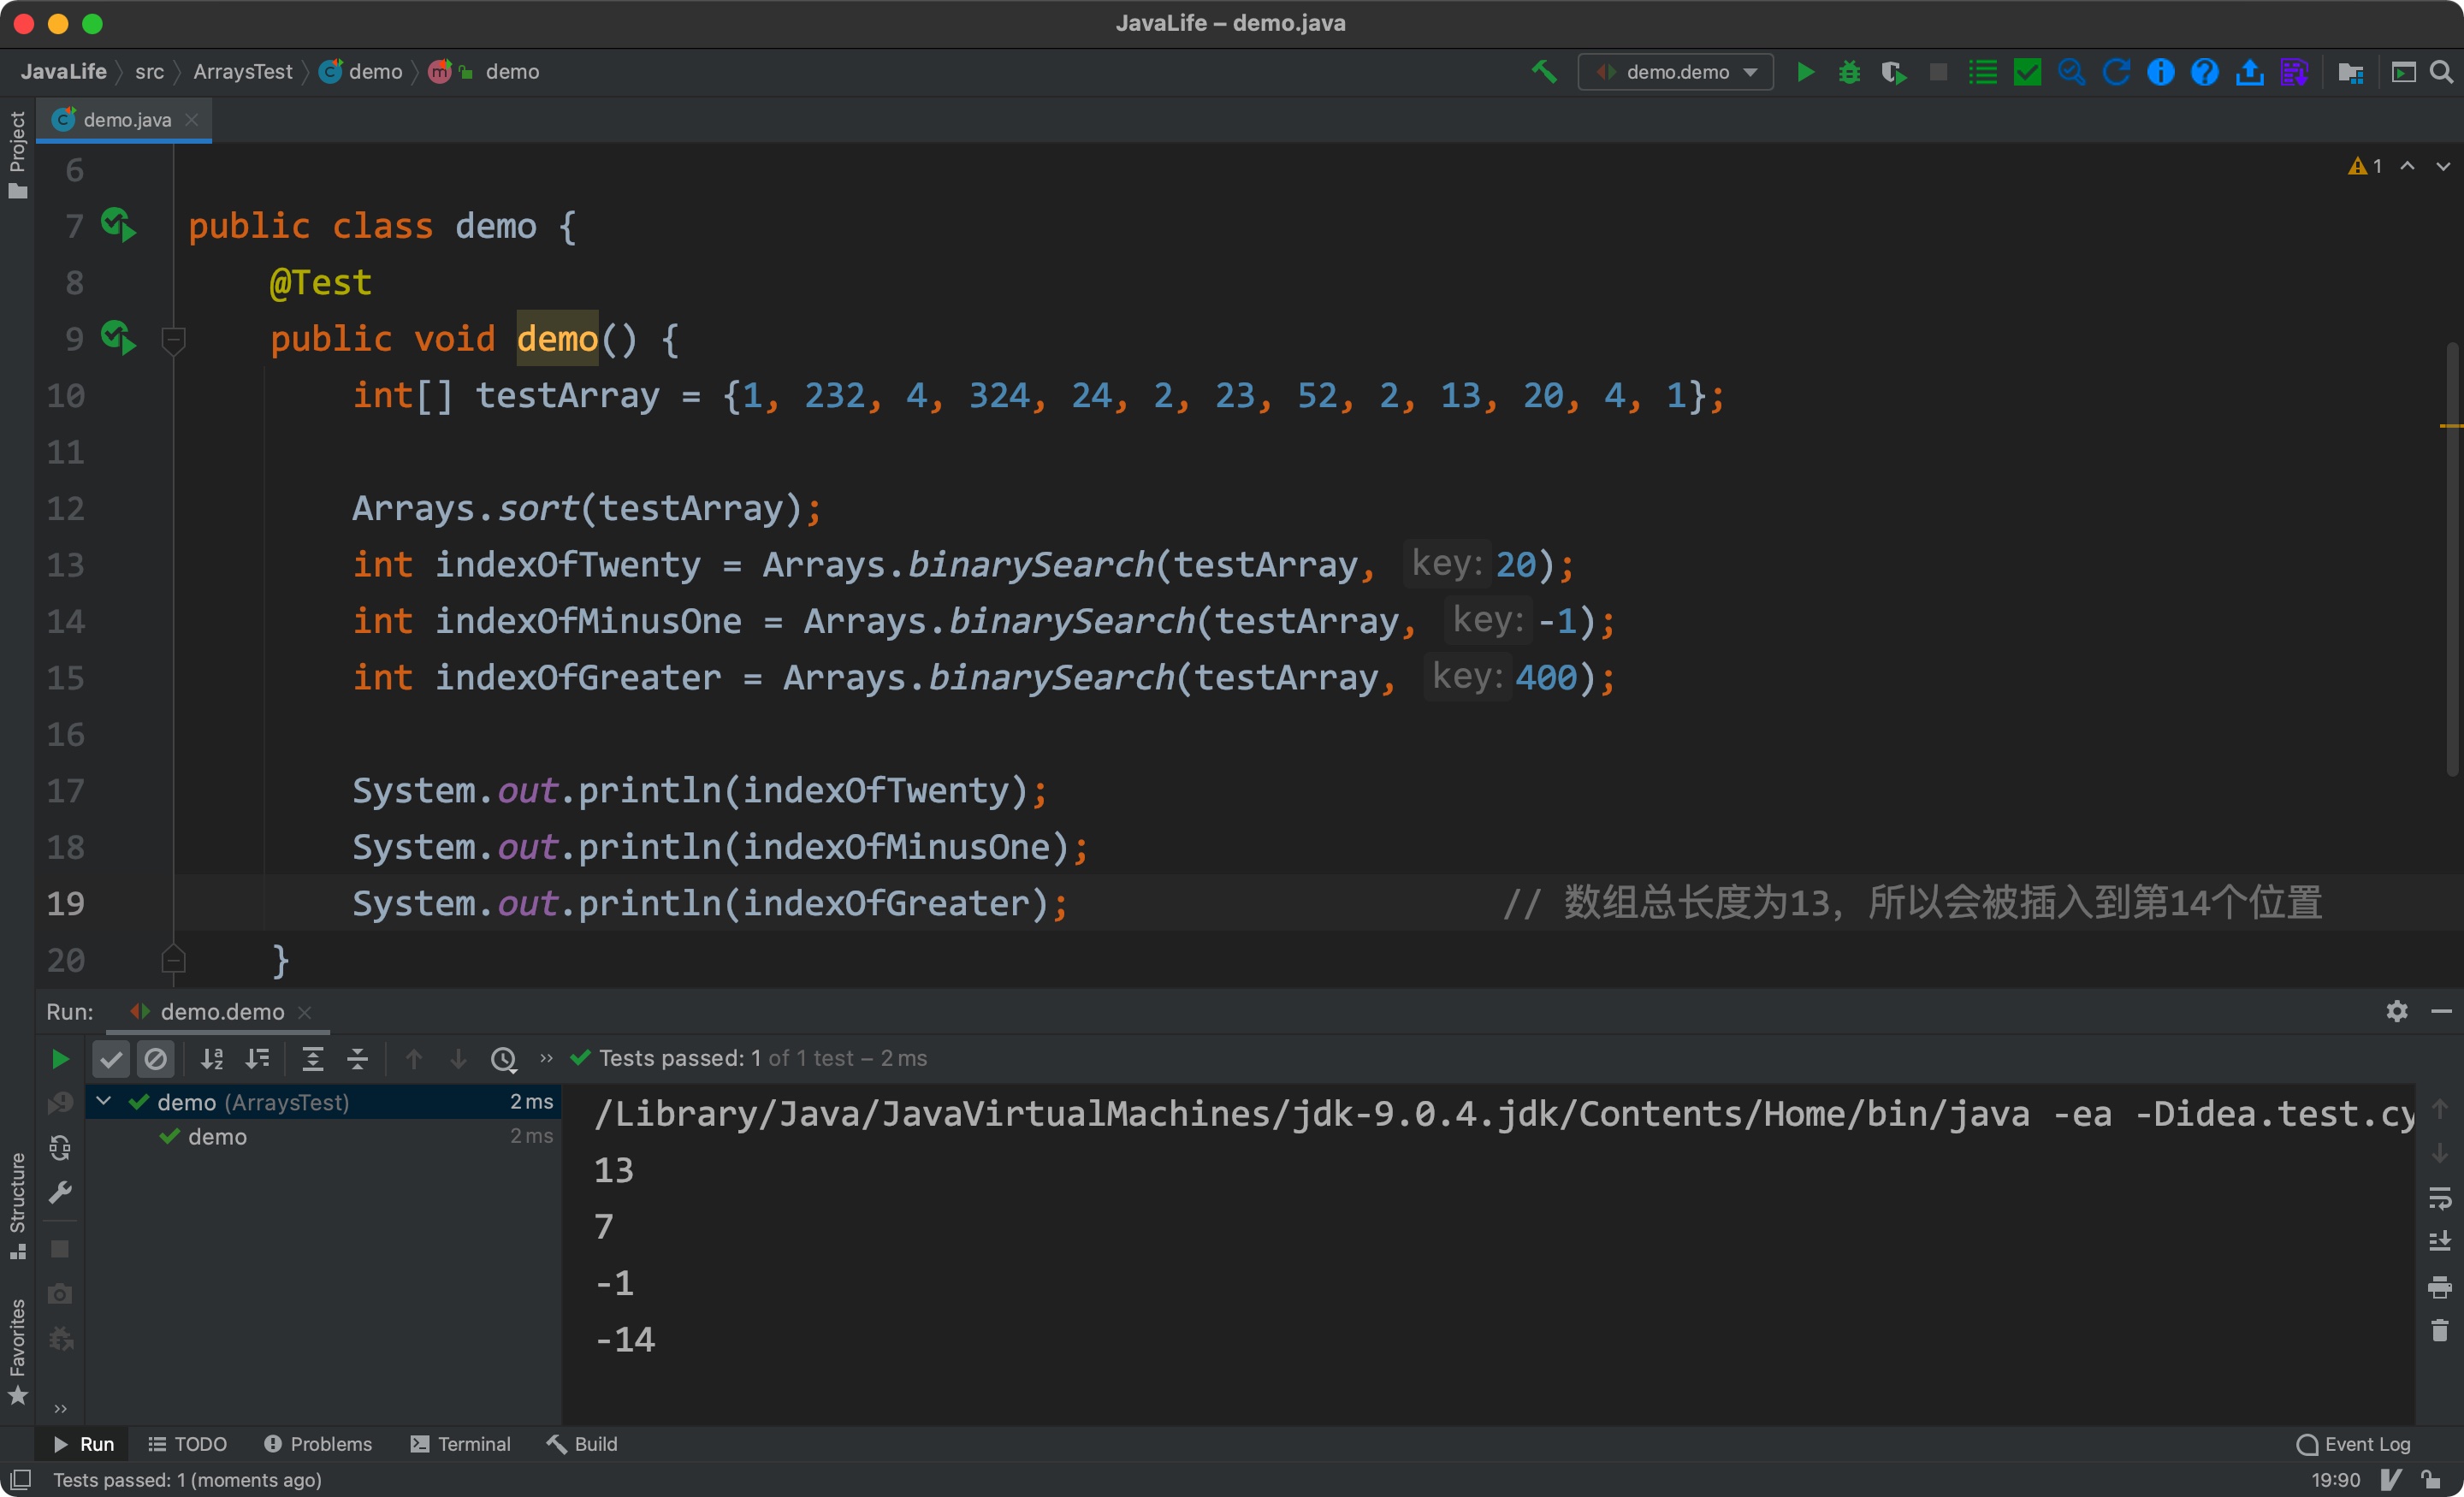 JavaLife – demo.java
JavaLife src ArraysTest demo demo
demo.demo
Project
demo.java
1
6
7 public class demo {
8 @Test
9 public void demo() {
10 int[] testArray = {1, 232, 4, 324, 24, 2, 23, 52, 2, 13, 20, 4, 1};
11
12 Arrays.sort(testArray);
13 int indexOfTwenty = Arrays.binarySearch(testArray, key: 20);
14 int indexOfMinusOne = Arrays.binarySearch(testArray, key: -1);
15 int indexOfGreater = Arrays.binarySearch(testArray, key: 400);
16
17 System.out.println(indexOfTwenty);
18 System.out.println(indexOfMinusOne);
19 System.out.println(indexOfGreater); // 数组总长度为13，所以会被插入到第14个位置
20 }
Run: demo.demo
Tests passed: 1 of 1 test – 2 ms
demo (ArraysTest) 2 ms
demo 2 ms
/Library/Java/JavaVirtualMachines/jdk-9.0.4.jdk/Contents/Home/bin/java -ea -Didea.test.cy
13
7
-1
-14
Structure
Favorites
Run TODO Problems Terminal Build Event Log
Tests passed: 1 (moments ago) 19:90